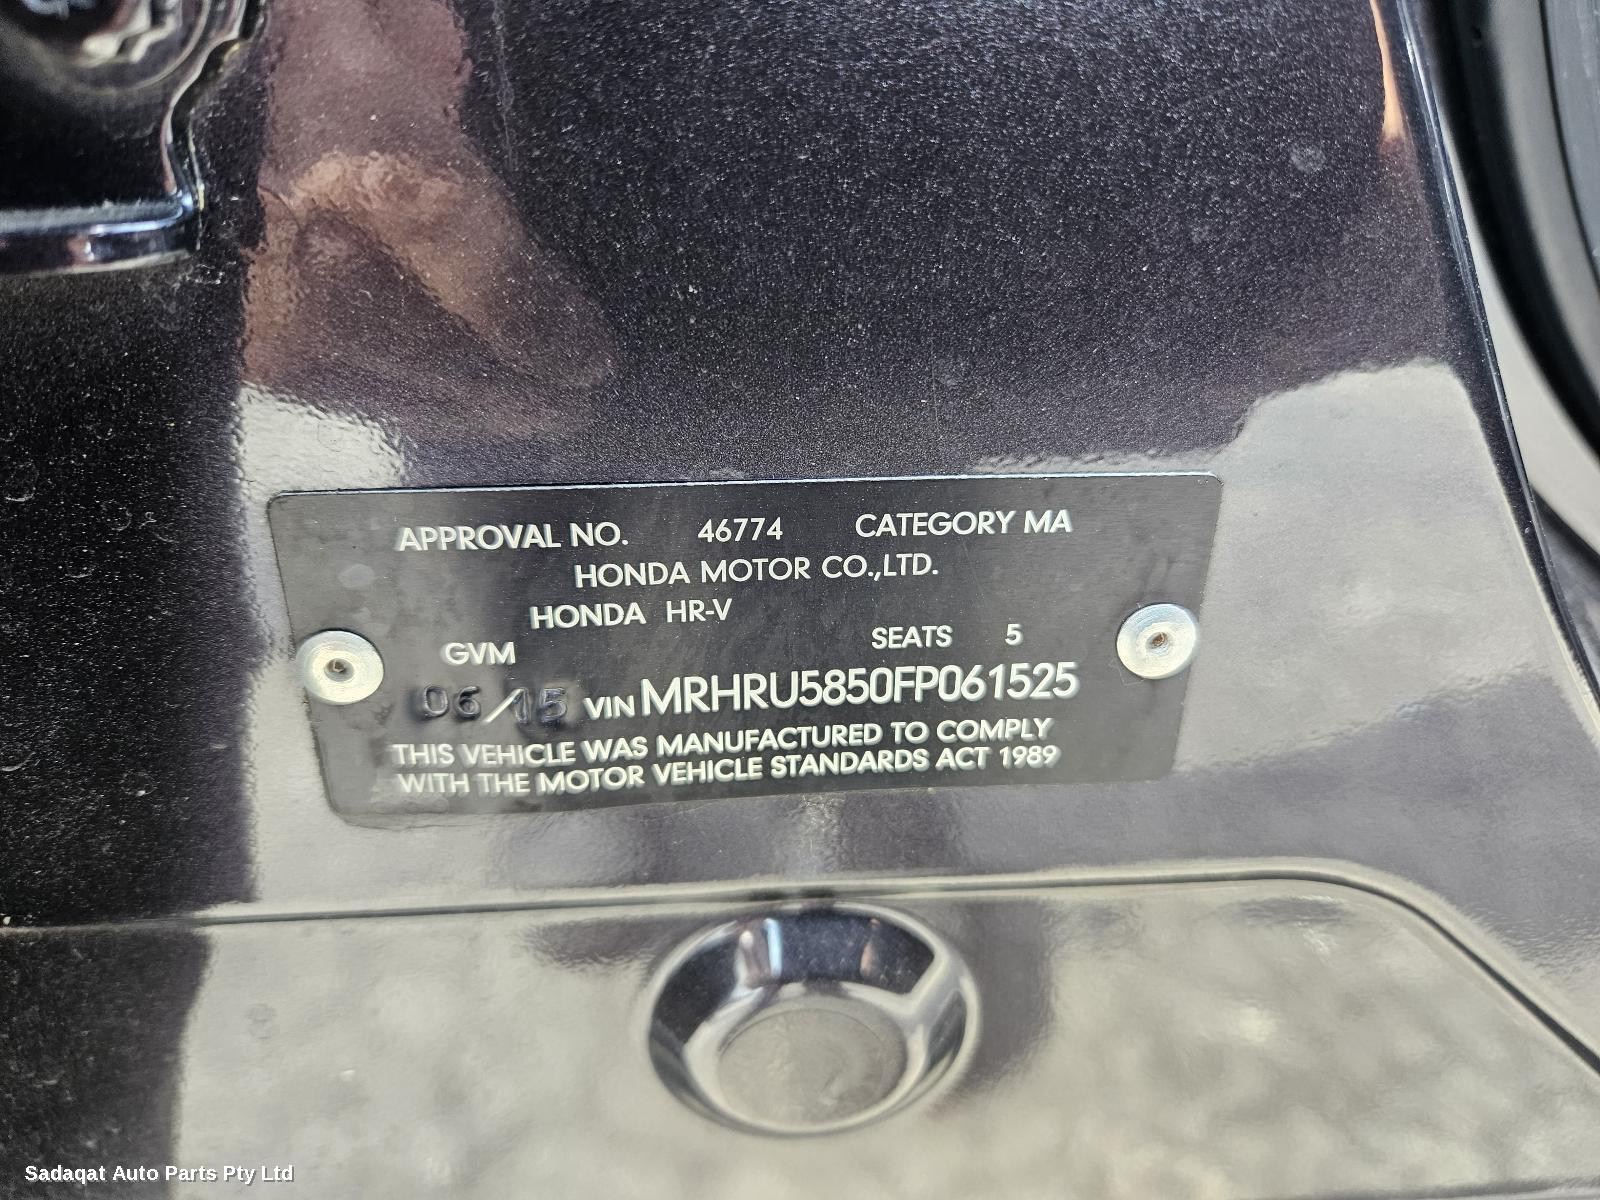 APPROVAL NO. 46774 CATEGORY MA
HONDA MOTOR CO.,LTD.
HONDA HR-V
GVM SEATS 5
06/15 VIN MRHRU5850FP061525
THIS VEHICLE WAS MANUFACTURED TO COMPLY
WITH THE MOTOR VEHICLE STANDARDS ACT 1989
Sadaqat Auto Parts Pty Ltd